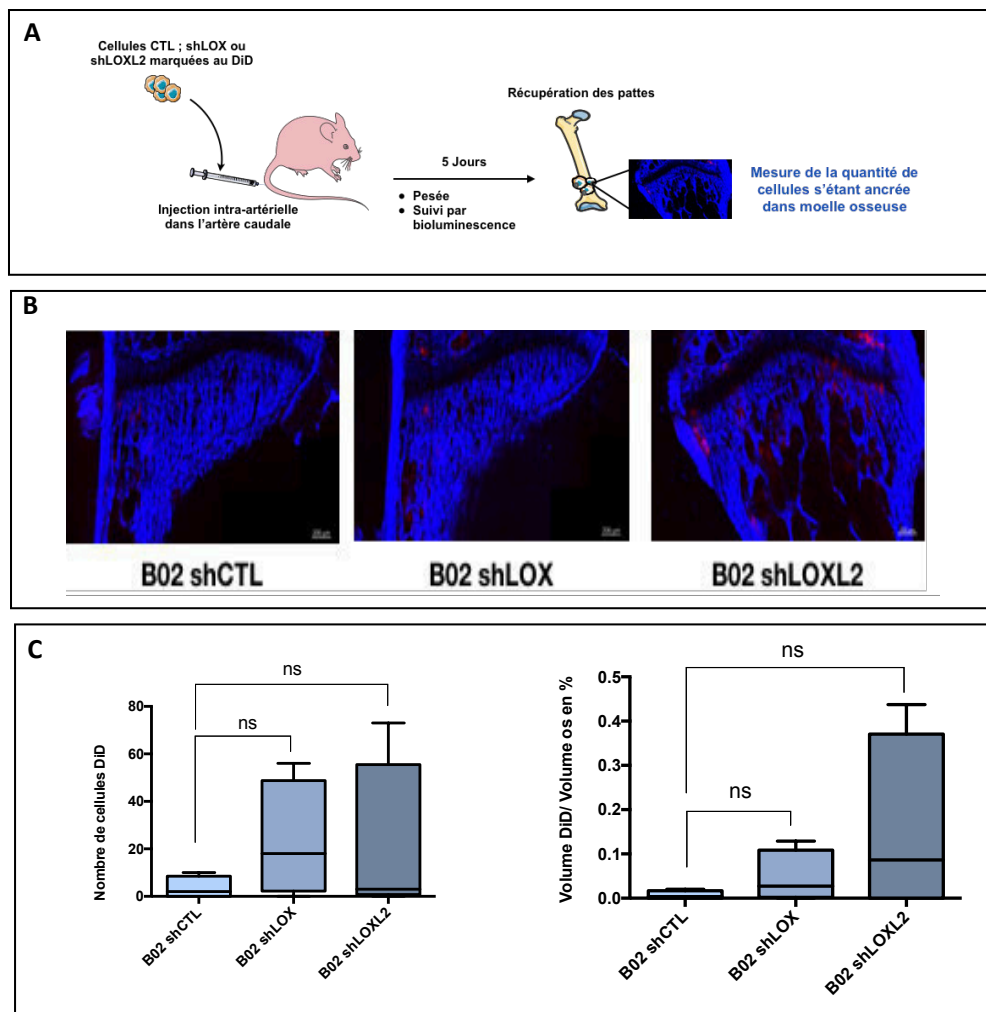 A
Cellules CTL ; shLOX ou
shLOXL2 marquées au DiD
Injection intra-artérielle
dans l'artère caudale
5 Jours
• Pesée
• Suivi par
bioluminescence
Récupération des pattes
Mesure de la quantité de
cellules s'étant ancrée
dans moelle osseuse
B
B02 shCTL
B02 shLOX
B02 shLOXL2
C
Nombre de cellules DiD
80
60
40
20
0
ns
ns
B02 shCTL
B02 shLOX
B02 shLOXL2
Volume DiD/ Volume os en %
0.5
0.4
0.3
0.2
0.1
0.0
ns
ns
B02 shCTL
B02 shLOX
B02 shLOXL2